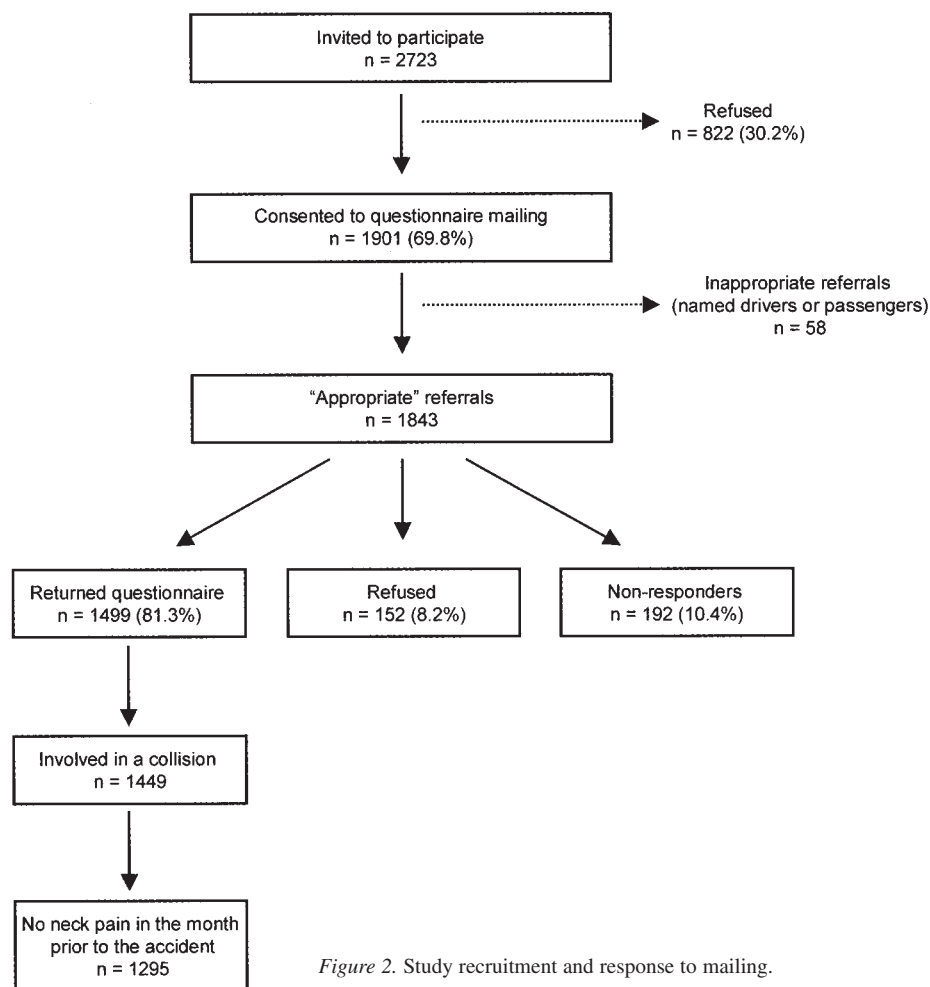 Invited to participate
n = 2723
Refused
n = 822 (30.2%)
Consented to questionnaire mailing
n = 1901 (69.8%)
Inappropriate referrals
(named drivers or passengers)
n = 58
“Appropriate” referrals
n = 1843
Returned questionnaire
n = 1499 (81.3%)
Refused
n = 152 (8.2%)
Non-responders
n = 192 (10.4%)
Involved in a collision
n = 1449
No neck pain in the month
prior to the accident
n = 1295
Figure 2. Study recruitment and response to mailing.